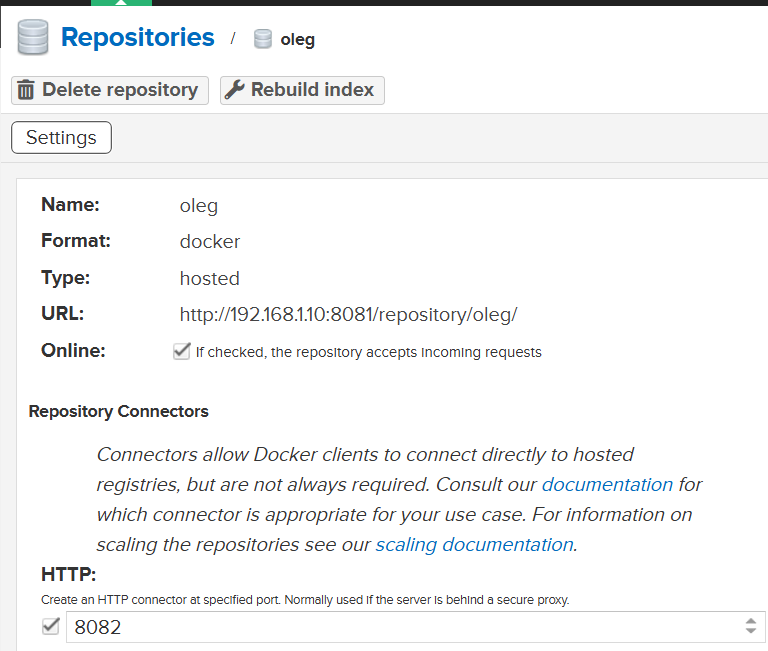 Repositories / oleg
Delete repository Rebuild index
Settings
Name: oleg
Format: docker
Type: hosted
URL: http://192.168.1.10:8081/repository/oleg/
Online: If checked, the repository accepts incoming requests
Repository Connectors
Connectors allow Docker clients to connect directly to hosted
registries, but are not always required. Consult our documentation for
which connector is appropriate for your use case. For information on
scaling the repositories see our scaling documentation.
HTTP:
Create an HTTP connector at specified port. Normally used if the server is behind a secure proxy.
8082